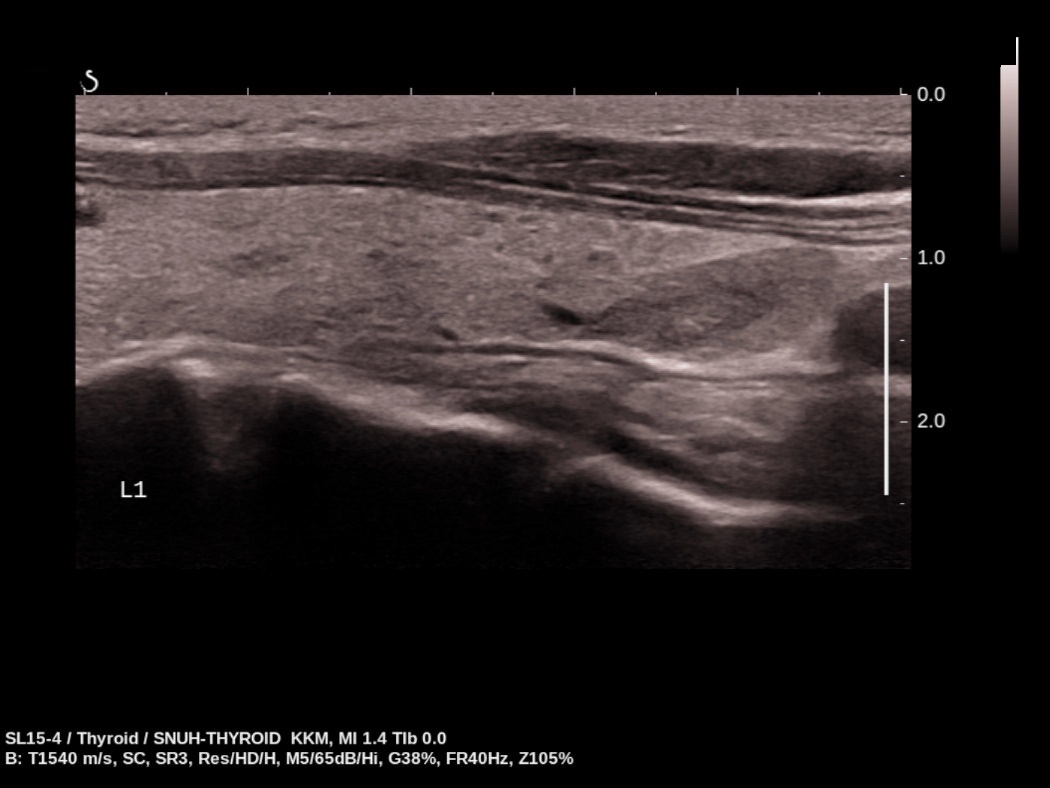 S
0.0
1.0
2.0
L1
SL15-4 / Thyroid / SNUH-THYROID KKM, MI 1.4 TIb 0.0
B: T1540 m/s, SC, SR3, Res/HD/H, M5/65dB/Hi, G38%, FR40Hz, Z105%